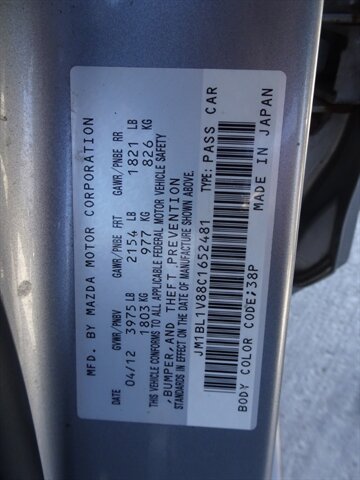 MFD. BY MAZDA MOTOR CORPORATION
DATE GVWR/PNBV GAWR/PNBE FRT GAWR/PNBE RR
04/12 3975 LB 2154 LB 1821 LB
1803 KG 977 KG 826 KG
THIS VEHICLE CONFORMS TO ALL APPLICABLE FEDERAL MOTOR VEHICLE SAFETY
,BUMPER,AND THEFT PREVENTION
STANDARDS IN EFFECT ON THE DATE OF MANUFACTURE SHOWN ABOVE.
JM1BL1V88C1652481 TYPE: PASS CAR
BODY COLOR CODE:38P MADE IN JAPAN